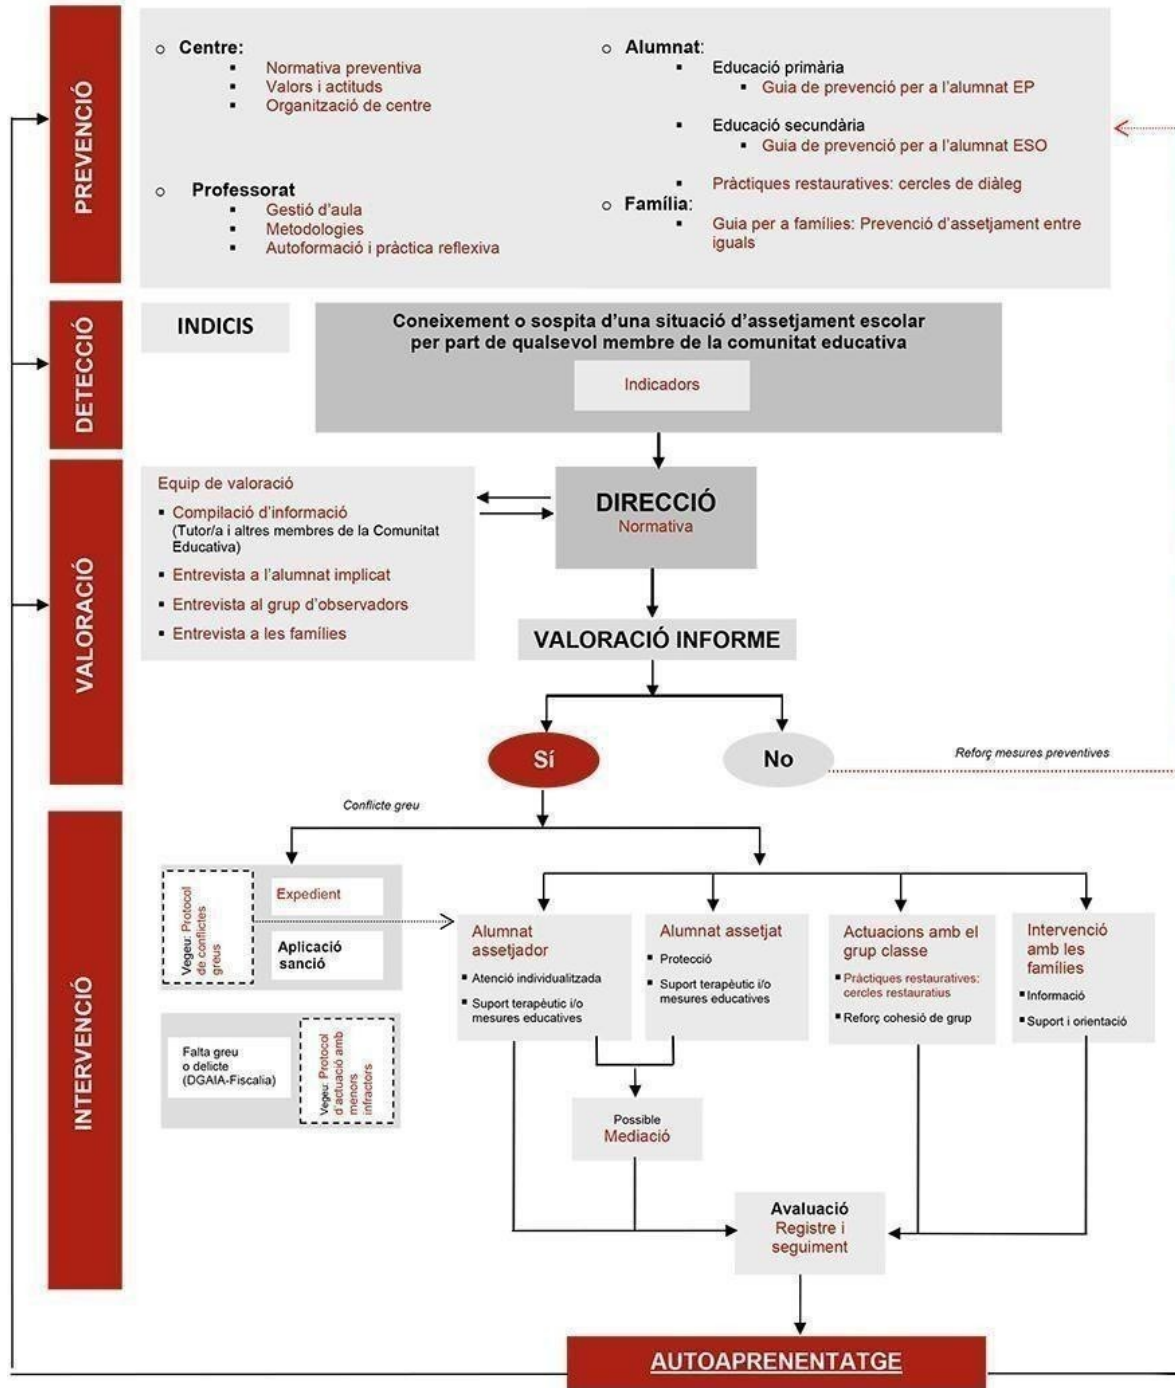 PREVENCIÓ
Centre:
Normativa preventiva
Valors i actituds
Organització de centre
Professorat
Gestió d'aula
Metodologies
Autoformació i pràctica reflexiva
Alumnat:
Educació primària
Guia de prevenció per a l'alumnat EP
Educació secundària
Guia de prevenció per a l'alumnat ESO
Pràctiques restauratives: cercles de diàleg
Família:
Guia per a famílies: Prevenció d'assetjament entre
iguals
DETECCIÓ
INDICIS
Coneixement o sospita d'una situació d'assetjament escolar
per part de qualsevol membre de la comunitat educativa
Indicadors
VALORACIÓ
Equip de valoració
Compilació d'informació
(Tutor/a i altres membres de la Comunitat
Educativa)
Entrevista a l'alumnat implicat
Entrevista al grup d'observadors
Entrevista a les famílies
DIRECCIÓ
Normativa
VALORACIÓ INFORME
Sí
No
Reforç mesures preventives
INTERVENCIÓ
Conflicte greu
Vegeu: Protocol
de conflictes
greus
Expedient
Aplicació
sanció
Falta greu
o delicte
(DGAIA-Fiscalia)
Vegeu: Protocol
d'actuació amb
menors
infractors
Alumnat
assetjador
Atenció individualitzada
Suport terapèutic i/o
mesures educatives
Alumnat assetjat
Protecció
Suport terapèutic i/o
mesures educatives
Actuacions amb el
grup classe
Pràctiques restauratives:
cercles restauratius
Reforç cohesió de grup
Intervenció
amb les
famílies
Informació
Suport i orientació
Possible
Mediació
Avaluació
Registre i
seguiment
AUTOAPRENENTATGE